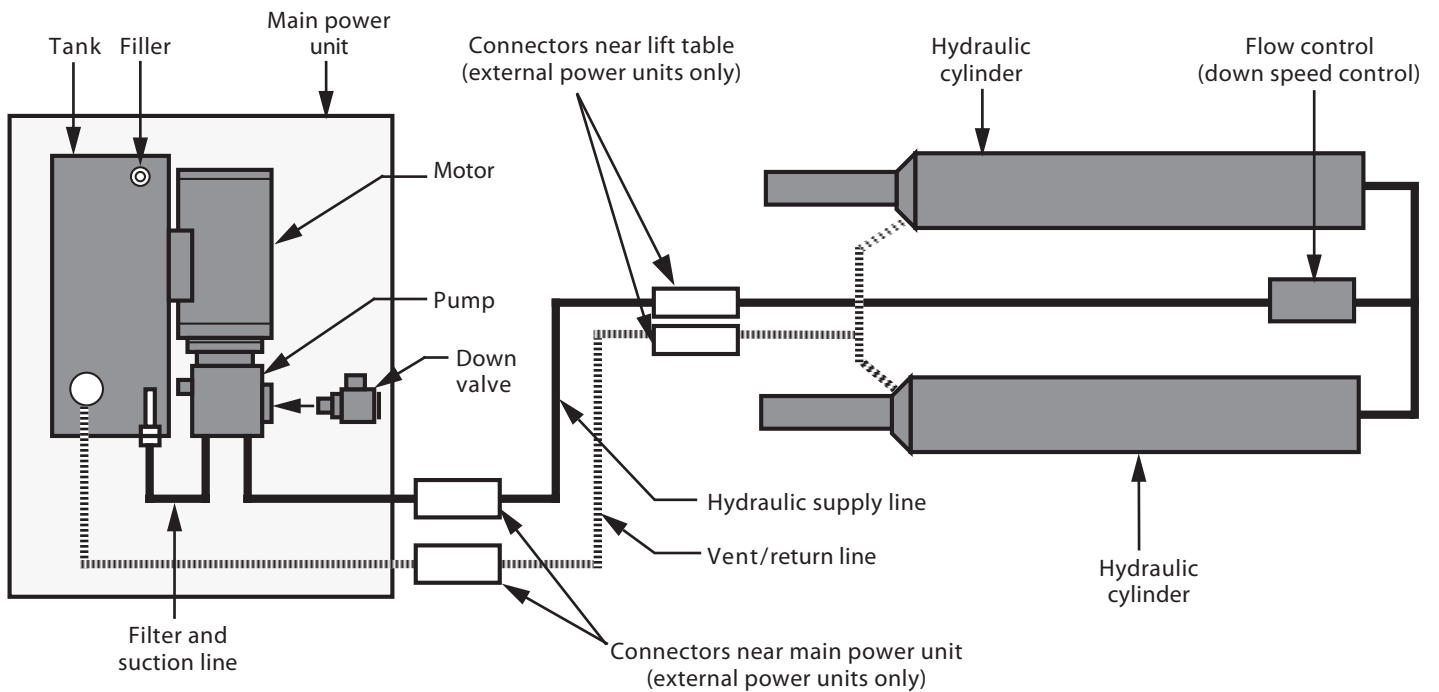 Main power
unit
Tank
Filler
Connectors near lift table
(external power units only)
Hydraulic
cylinder
Flow control
(down speed control)
Motor
Pump
Down
valve
Hydraulic supply line
Vent/return line
Hydraulic
cylinder
Filter and
suction line
Connectors near main power unit
(external power units only)